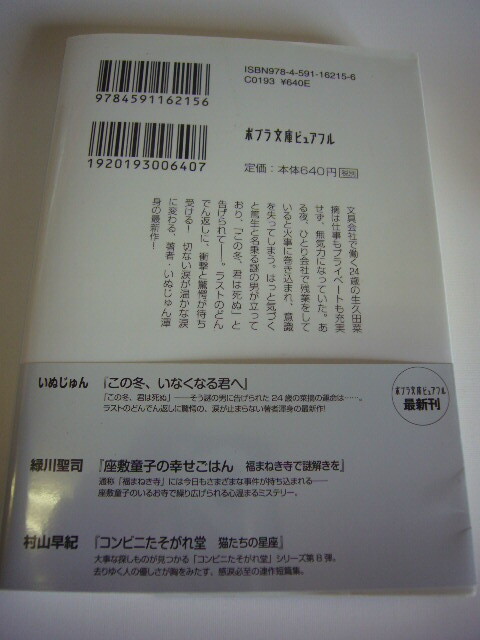 ISBN978-4-591-16215-6
C0193 ¥640E
9784591162156
ポプラ文庫ピュアフル
1920193006407
定価：本体640円 税別
文具会社で働く24歳の生久田菜
摘は仕事もプライベートも充実
せず、無気力になっていた。あ
る夜、ひとり会社で残業をして
いると火事に巻き込まれ、意識
を失ってしまう。はっと気づく
と篤生と名乗る謎の男が立って
おり、「この冬、君は死ぬ」と
告げられて――。ラストのどん
でん返しに、衝撃と驚愕が待ち
受ける！ 切ない涙が温かな涙
に変わる、著者・いぬじゅん渾
身の最新作！
ポプラ文庫ピュアフル
最新刊
いぬじゅん 『この冬、いなくなる君へ』
「この冬、君は死ぬ」――そう謎の男に告げられた24歳の菜摘の運命は……。
ラストのどんでん返しに驚愕の、涙が止まらない著者渾身の最新作!
緑川聖司 『座敷童子の幸せごはん 福まねき寺で謎解きを』
通称「福まねき寺」には今日もさまざまな事件が持ち込まれる――
座敷童子のいるお寺で繰り広げられる心温まるミステリー。
村山早紀 『コンビニたそがれ堂 猫たちの星座』
大事な探しものが見つかる「コンビニたそがれ堂」シリーズ第8弾。
去りゆく人の優しさが胸をみたす、感涙必至の連作短篇集。